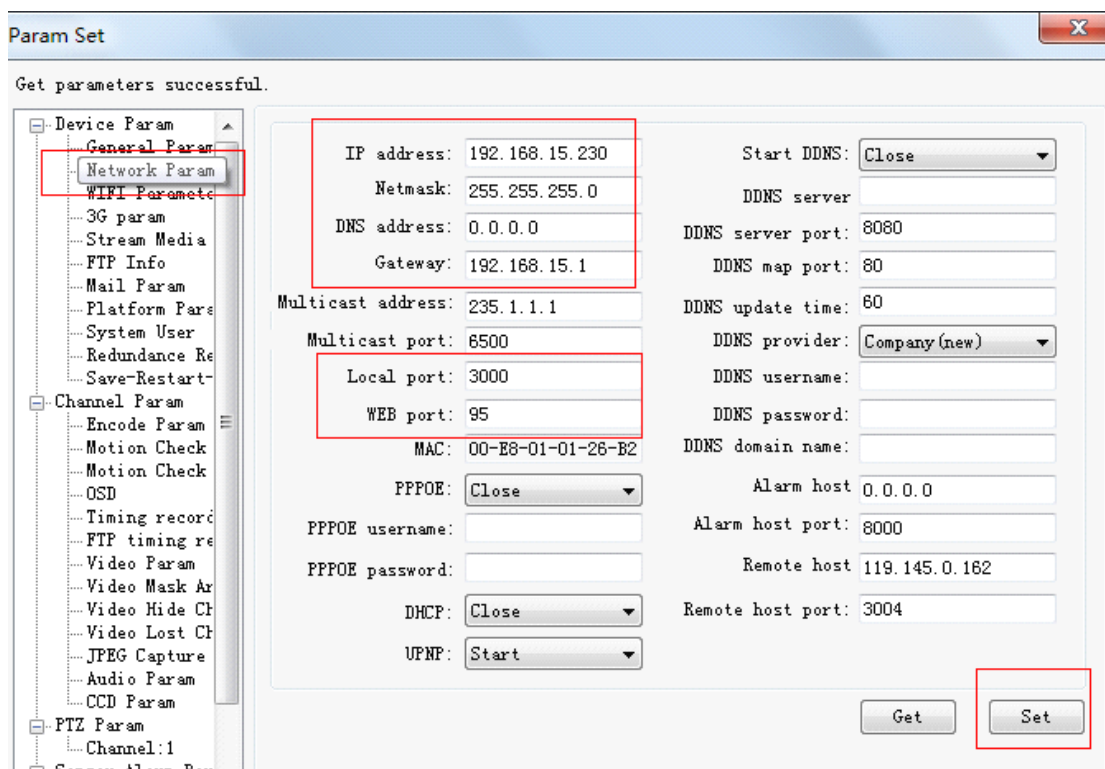 Param Set
Get parameters successful.
Device Param
General Param
Network Param
WIFI Paramete
3G param
Stream Media
FTP Info
Mail Param
Platform Para
System User
Redundance Re
Save-Restart-
Channel Param
Encode Param
Motion Check
Motion Check
OSD
Timing record
FTP timing re
Video Param
Video Mask Ar
Video Hide Ch
Video Lost Ch
JPEG Capture
Audio Param
CCD Param
PTZ Param
Channel:1
IP address: 192.168.15.230
Netmask: 255.255.255.0
DNS address: 0.0.0.0
Gateway: 192.168.15.1
Multicast address: 235.1.1.1
Multicast port: 6500
Local port: 3000
WEB port: 95
MAC: 00-E8-01-01-26-B2
PPPOE: Close
PPPOE username:
PPPOE password:
DHCP: Close
UPNP: Start
Start DDNS: Close
DDNS server
DDNS server port: 8080
DDNS map port: 80
DDNS update time: 60
DDNS provider: Company(new)
DDNS username:
DDNS password:
DDNS domain name:
Alarm host 0.0.0.0
Alarm host port: 8000
Remote host 119.145.0.162
Remote host port: 3004
Get
Set